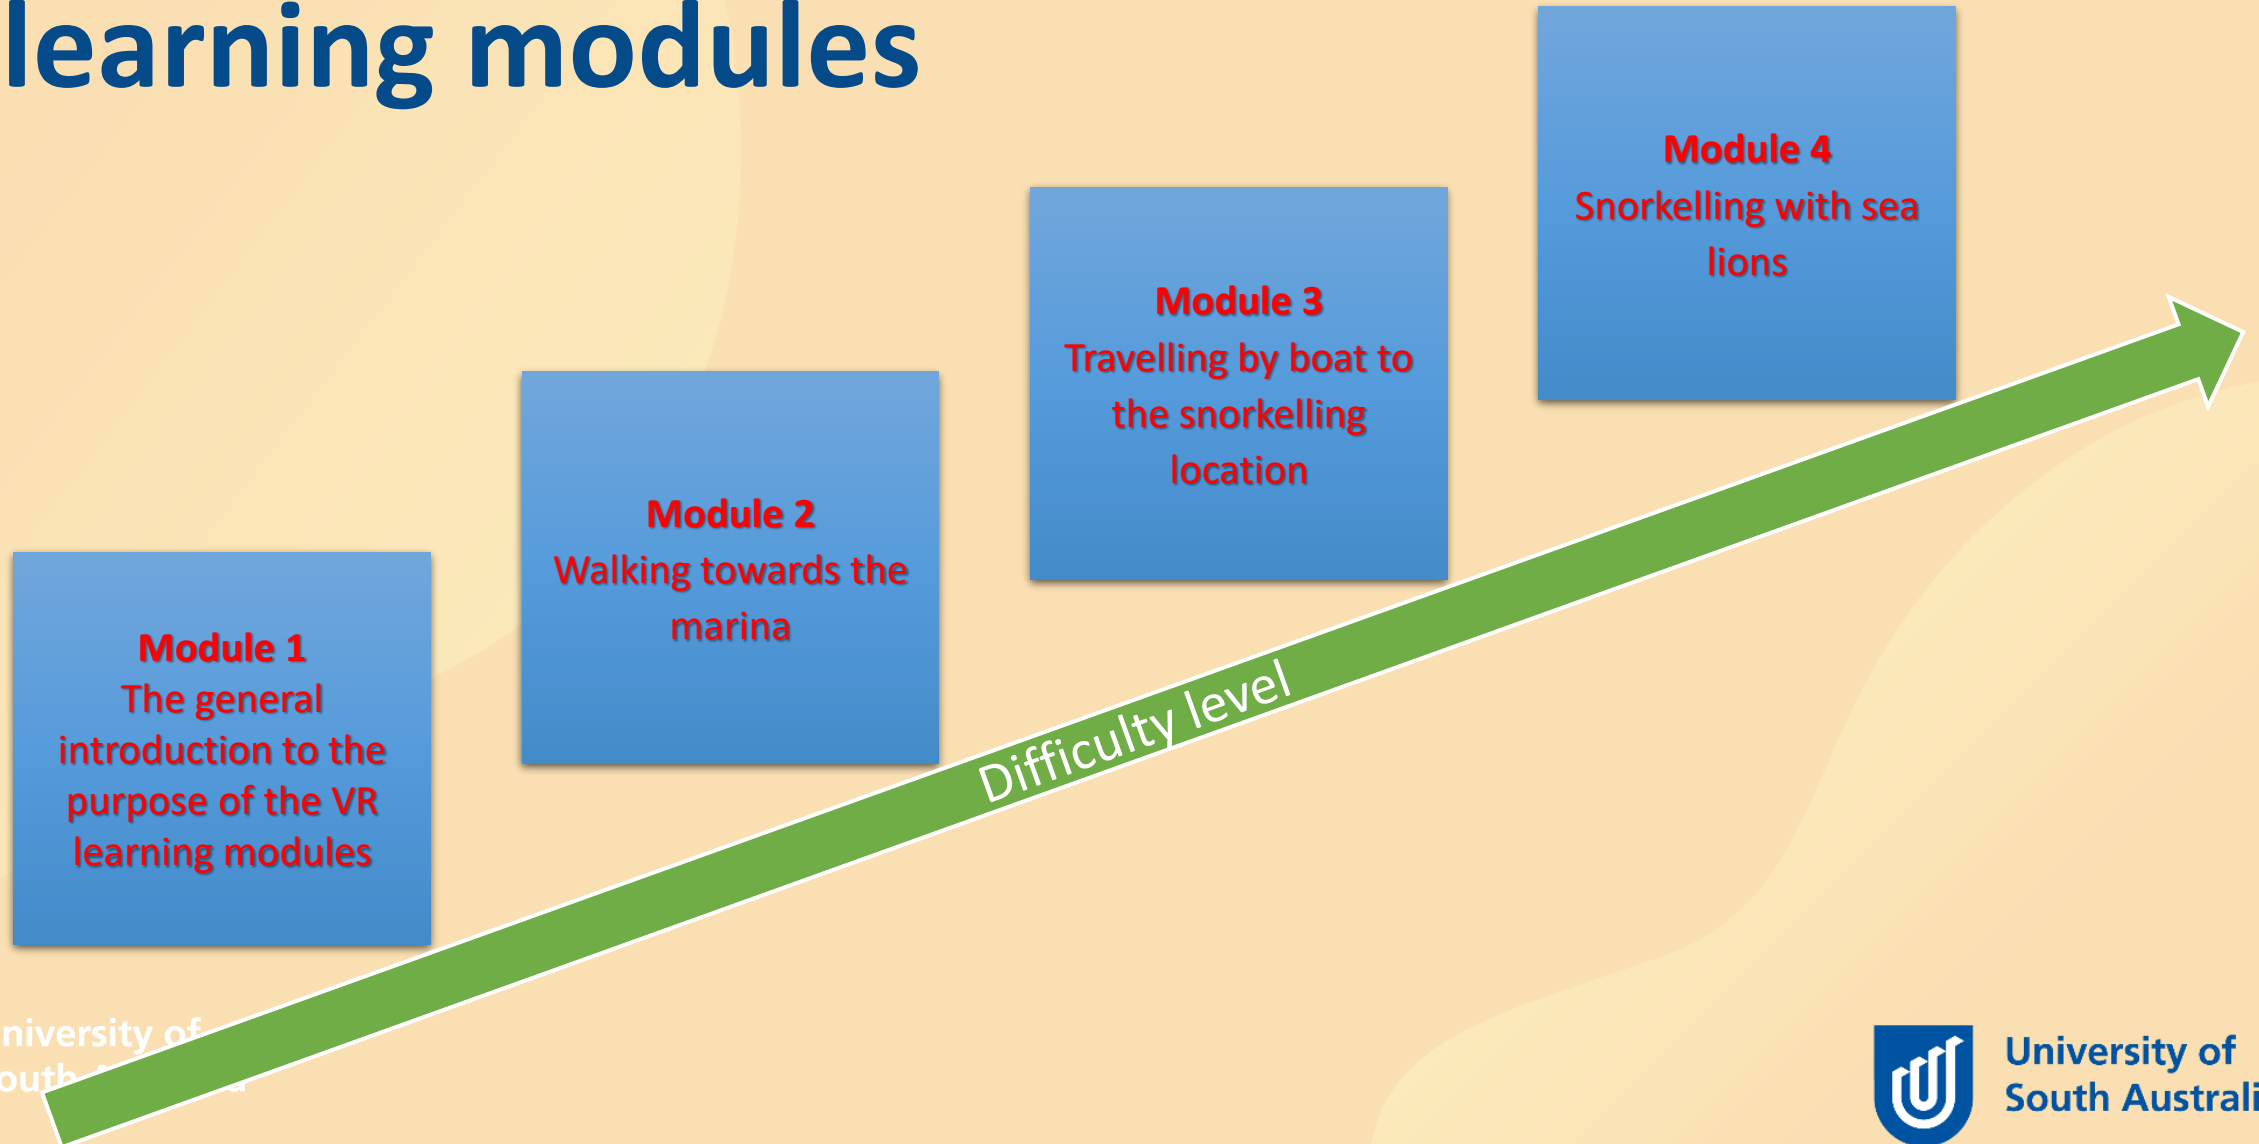 learning modules
Module 4
Snorkelling with sea
lions
Module 3
Travelling by boat to
the snorkelling
location
Module 2
Walking towards the
marina
Module 1
The general
introduction to the
purpose of the VR
learning modules
Difficulty level
niversity of
University of
South Australi